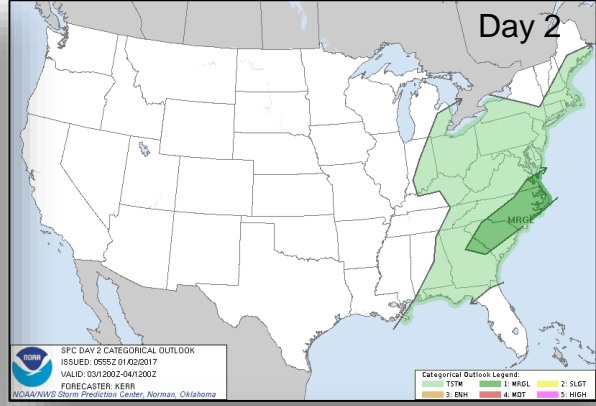 Day 2
MRGL
NOAA
SPC DAY 2 CATEGORICAL OUTLOOK
ISSUED: 0555Z 01/02/2017
VALID: 03/1200Z-04/1200Z
FORECASTER: KERR
NOAA/NWS Storm Prediction Center, Norman, Oklahoma
Categorical Outlook Legend:
TSTM 1: MRGL 2: SLGT
3: ENH 4: MDT 5: HIGH